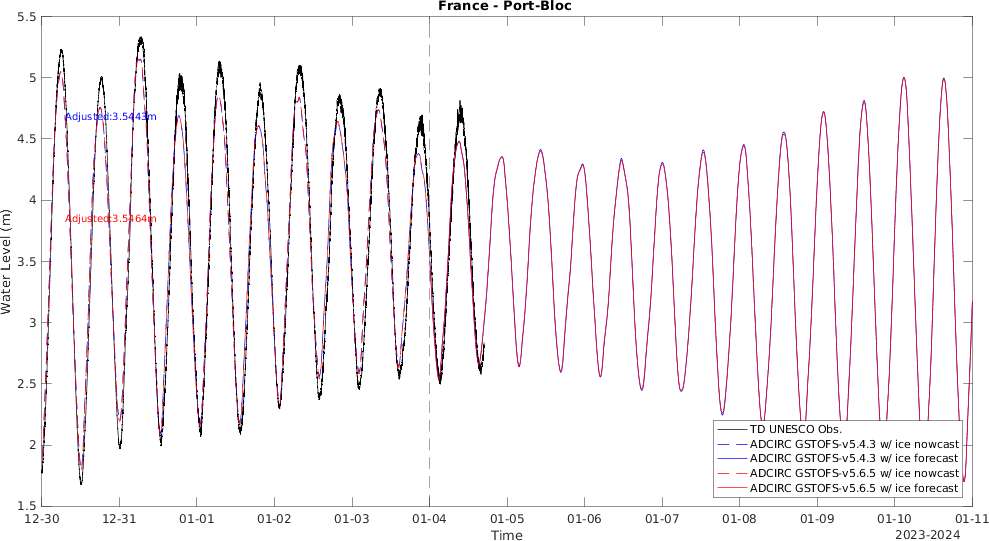 France - Port-Bloc
5.5
5
4.5
4
3.5
3
2.5
2
1.5
Water Level (m)
Adjusted:3.5443m
Adjusted:3.5464m
TD UNESCO Obs.
ADCIRC GSTOFS-v5.4.3 w/ ice nowcast
ADCIRC GSTOFS-v5.4.3 w/ ice forecast
ADCIRC GSTOFS-v5.6.5 w/ ice nowcast
ADCIRC GSTOFS-v5.6.5 w/ ice forecast
12-30 12-31 01-01 01-02 01-03 01-04 01-05 01-06 01-07 01-08 01-09 01-10 01-11
Time
2023-2024